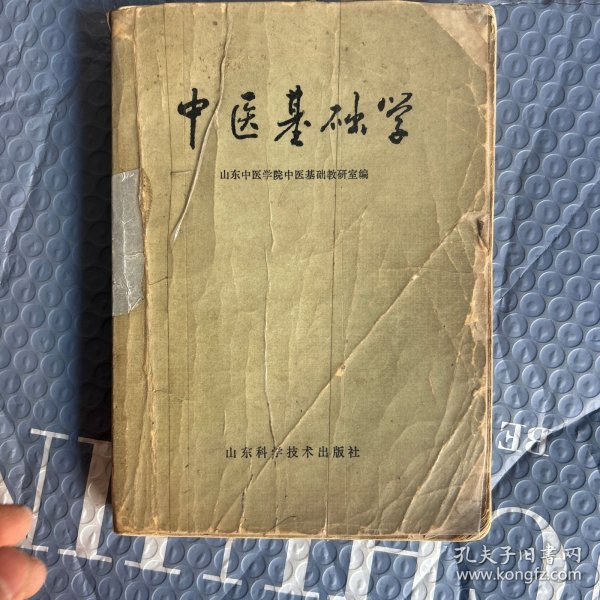 中医基础学
山东中医学院中医基础教研室编
山东科学技术出版社
BE
孔夫子旧书网
www.kongfz.com